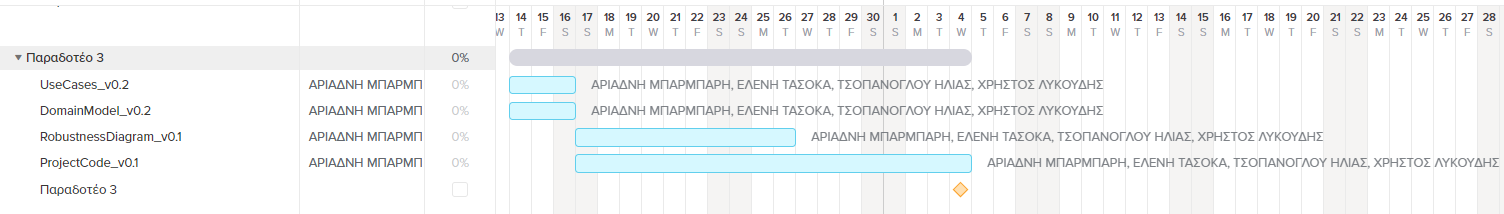 13 14 15 16 17 18 19 20 21 22 23 24 25 26 27 28 29 30 1 2 3 4 5 6 7 8 9 10 11 12 13 14 15 16 17 18 19 20 21 22 23 24 25 26 27 28
W T F S S M T W T F S S M T W T F S S M T W T F S S M T W T F S S M T W T F S S M T W T F S
Παραδοτέο 3 0%
UseCases_v0.2 ΑΡΙΑΔΝΗ ΜΠΑΡΜΠ 0% ΑΡΙΑΔΝΗ ΜΠΑΡΜΠΑΡΗ, ΕΛΕΝΗ ΤΑΣΟΚΑ, ΤΣΟΠΑΝΟΓΛΟΥ ΗΛΙΑΣ, ΧΡΗΣΤΟΣ ΛΥΚΟΥΔΗΣ
DomainModel_v0.2 ΑΡΙΑΔΝΗ ΜΠΑΡΜΠ 0% ΑΡΙΑΔΝΗ ΜΠΑΡΜΠΑΡΗ, ΕΛΕΝΗ ΤΑΣΟΚΑ, ΤΣΟΠΑΝΟΓΛΟΥ ΗΛΙΑΣ, ΧΡΗΣΤΟΣ ΛΥΚΟΥΔΗΣ
RobustnessDiagram_v0.1 ΑΡΙΑΔΝΗ ΜΠΑΡΜΠ 0% ΑΡΙΑΔΝΗ ΜΠΑΡΜΠΑΡΗ, ΕΛΕΝΗ ΤΑΣΟΚΑ, ΤΣΟΠΑΝΟΓΛΟΥ ΗΛΙΑΣ, ΧΡΗΣΤΟΣ ΛΥΚΟΥΔΗΣ
ProjectCode_v0.1 ΑΡΙΑΔΝΗ ΜΠΑΡΜΠ 0% ΑΡΙΑΔΝΗ ΜΠΑΡΜΠΑΡΗ, ΕΛΕΝΗ ΤΑΣΟΚΑ, ΤΣΟΠΑΝΟΓΛΟΥ ΗΛΙΑΣ, ΧΡΗΣΤΟΣ ΛΥΚΟΥΔΗΣ
Παραδοτέο 3